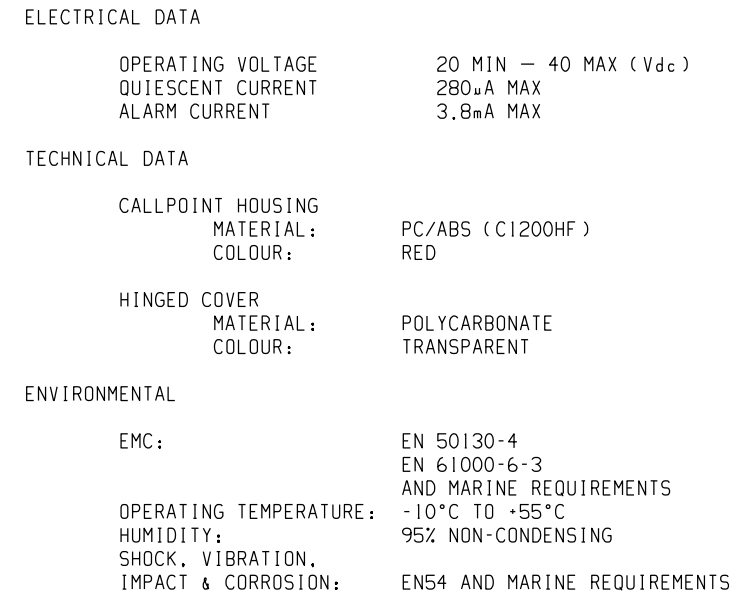 ELECTRICAL DATA
OPERATING VOLTAGE 20 MIN — 40 MAX (Vdc)
QUIESCENT CURRENT 280µA MAX
ALARM CURRENT 3.8mA MAX
TECHNICAL DATA
CALLPOINT HOUSING
MATERIAL: PC/ABS (C1200HF)
COLOUR: RED
HINGED COVER
MATERIAL: POLYCARBONATE
COLOUR: TRANSPARENT
ENVIRONMENTAL
EMC: EN 50130-4
EN 61000-6-3
AND MARINE REQUIREMENTS
OPERATING TEMPERATURE: -10°C TO +55°C
HUMIDITY: 95% NON-CONDENSING
SHOCK, VIBRATION,
IMPACT & CORROSION: EN54 AND MARINE REQUIREMENTS